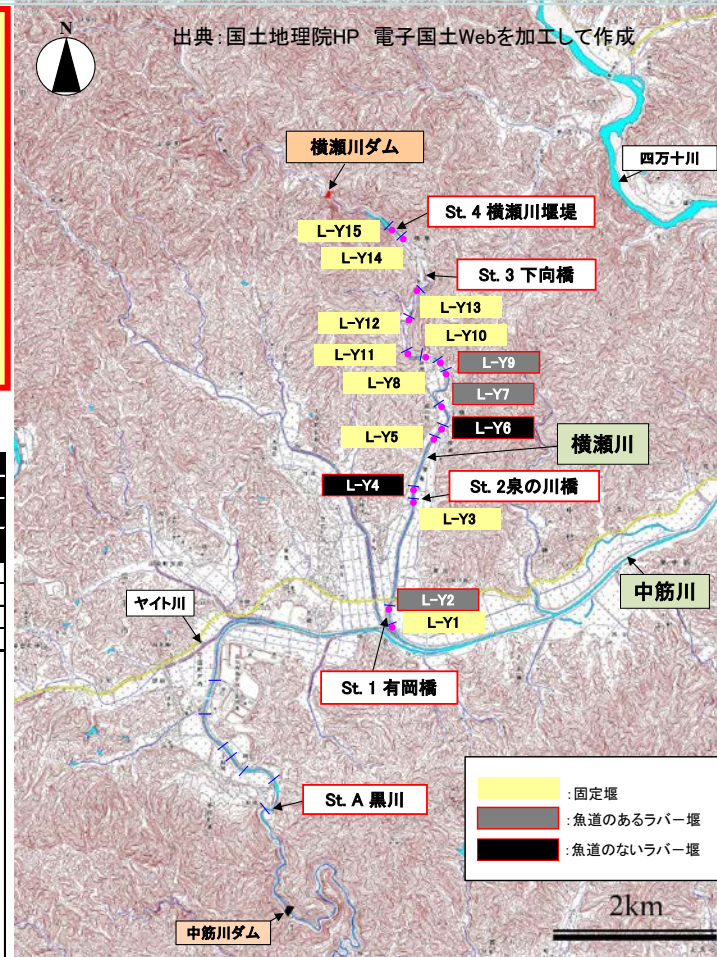 出典:国土地理院HP 電子国土Webを加工して作成
N
横瀬川ダム
四万十川
St. 4 横瀬川堰堤
L-Y15
L-Y14
St. 3 下向橋
L-Y13
L-Y12
L-Y10
L-Y11
L-Y9
L-Y8
L-Y7
L-Y6
L-Y5
横瀬川
L-Y4
St. 2泉の川橋
L-Y3
中筋川
ヤイト川
L-Y2
L-Y1
St. 1 有岡橋
St. A 黒川
:固定堰
:魚道のあるラバー堰
:魚道のないラバー堰
2km
中筋川ダム